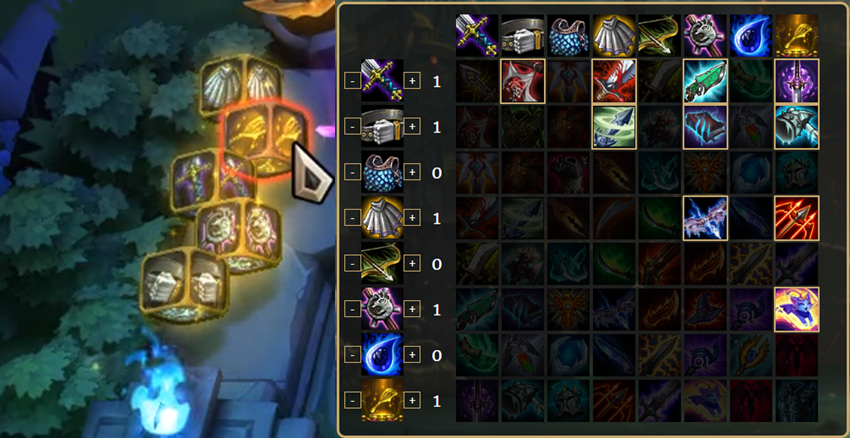 - + 1
- + 1
- + 0
- + 1
- + 0
- + 1
- + 0
- + 1